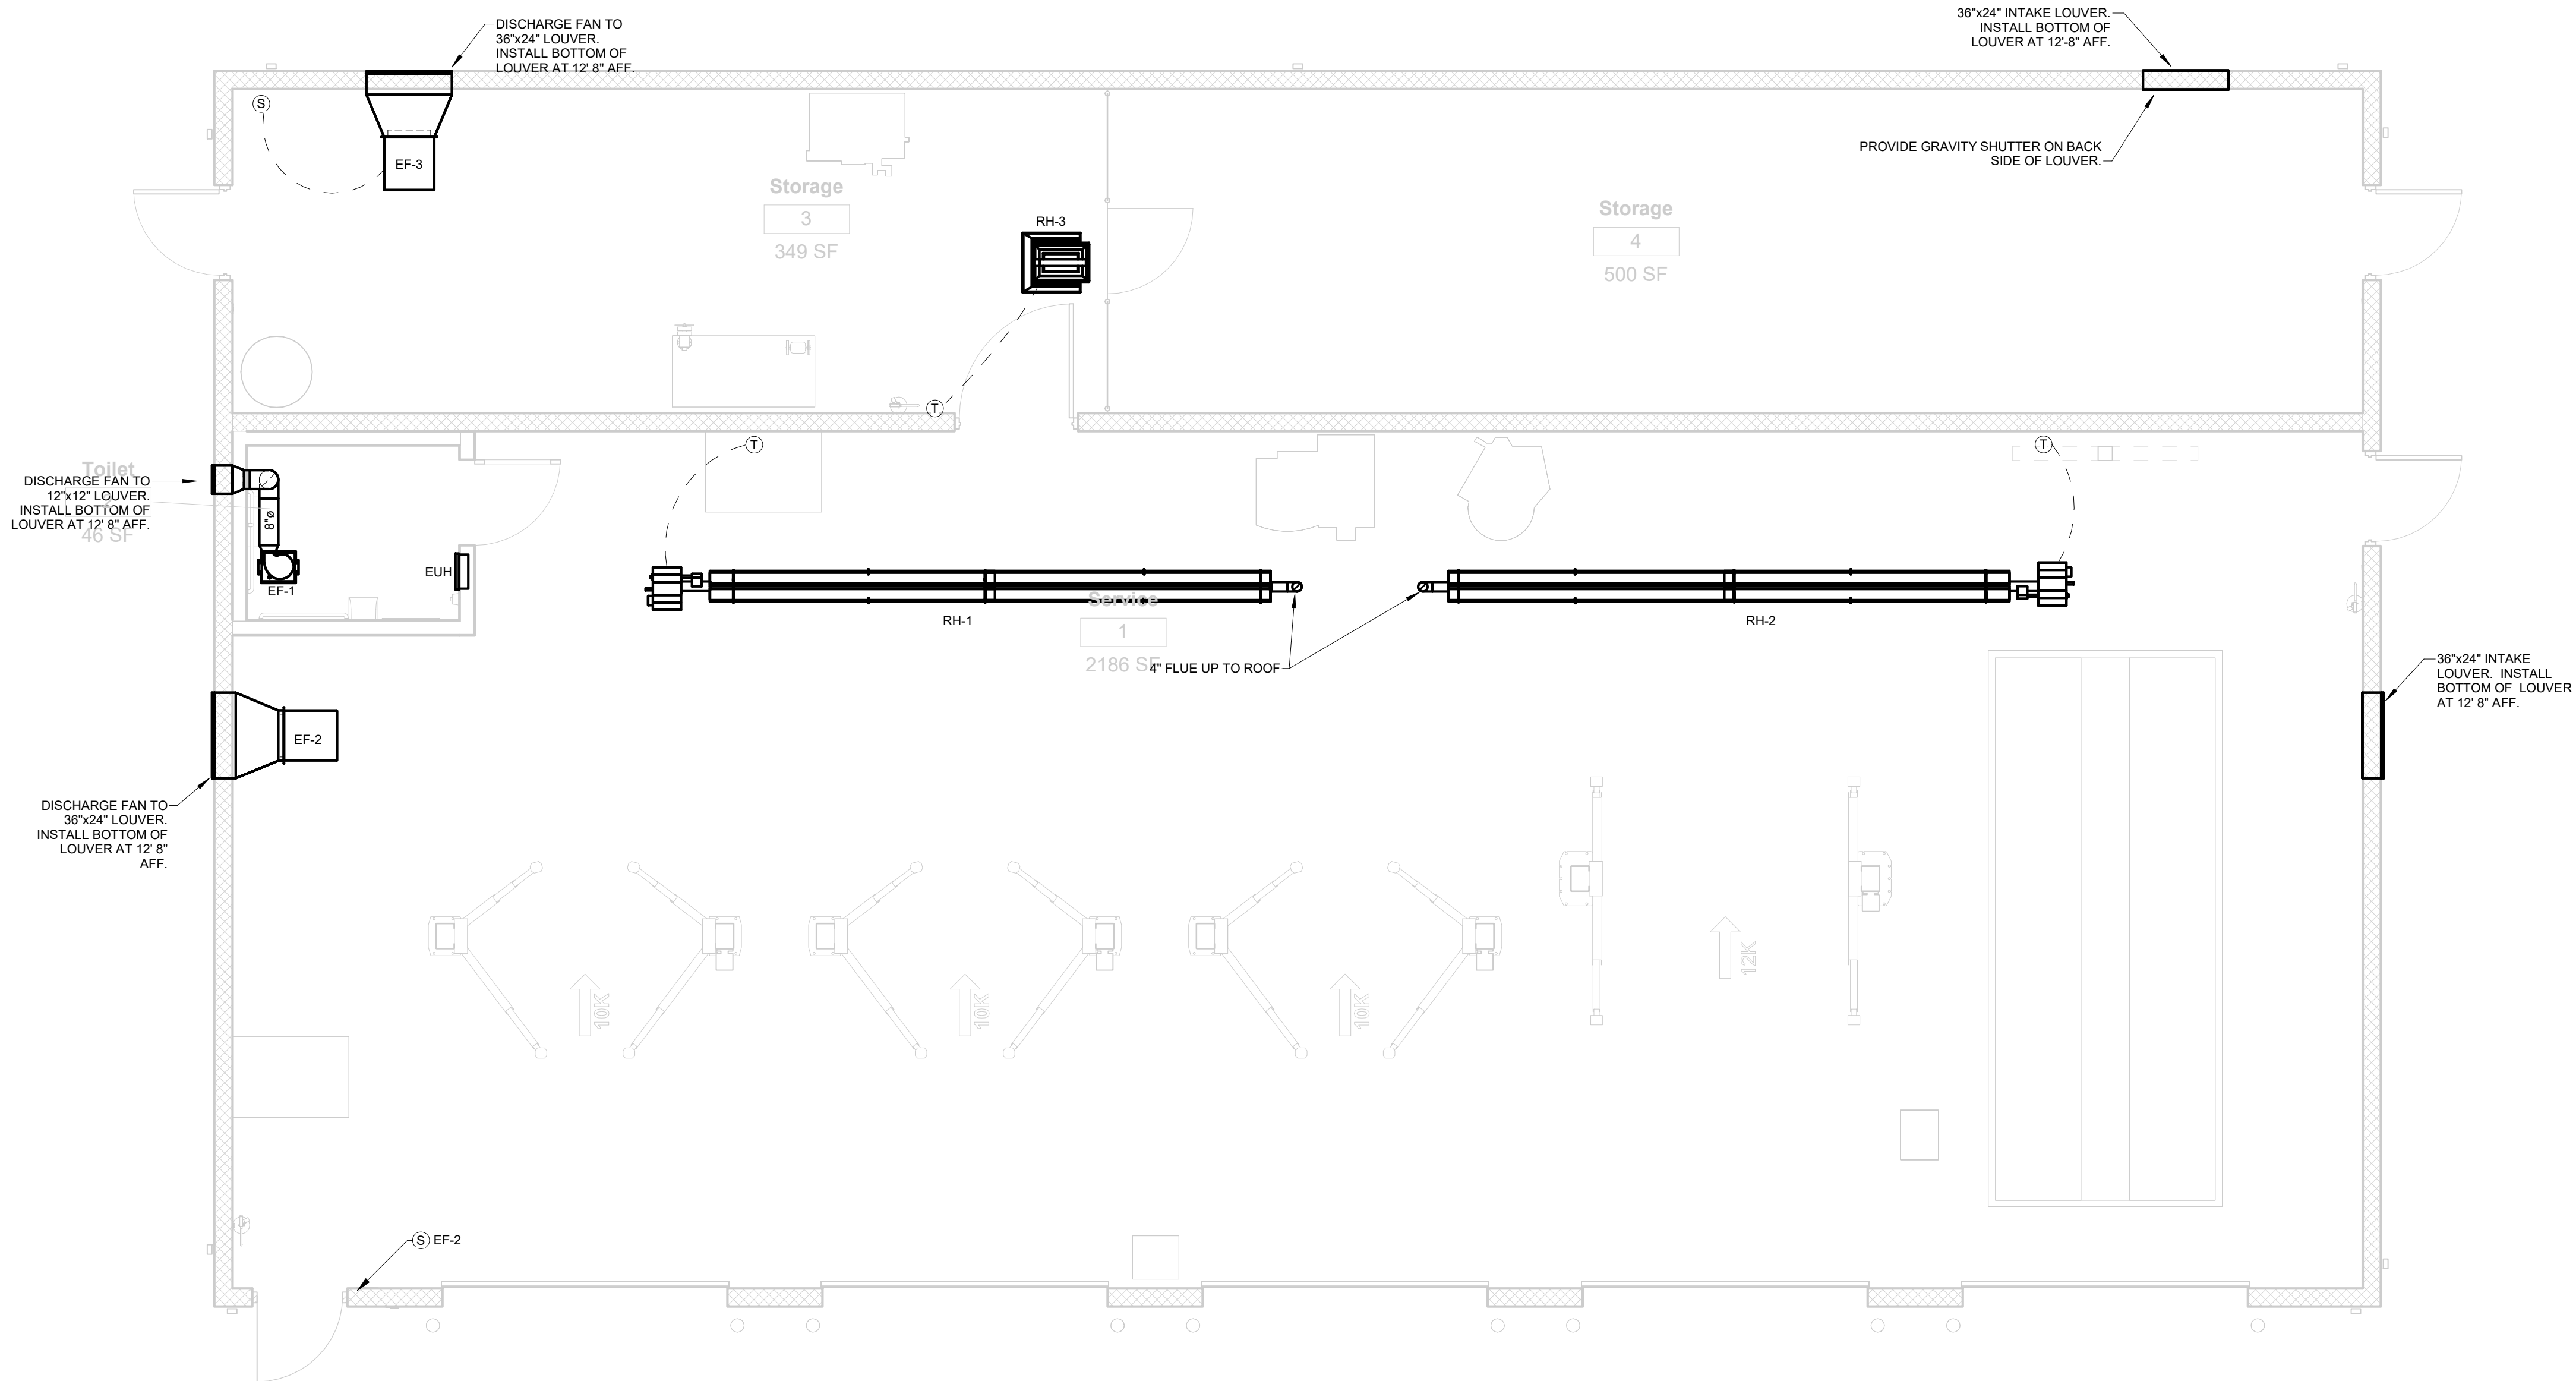 DISCHARGE FAN TO
36"x24" LOUVER.
INSTALL BOTTOM OF
LOUVER AT 12' 8" AFF.
36"x24" INTAKE LOUVER.
INSTALL BOTTOM OF
LOUVER AT 12'-8" AFF.
S
EF-3
PROVIDE GRAVITY SHUTTER ON BACK
SIDE OF LOUVER.
Storage
3
349 SF
RH-3
Storage
4
500 SF
T
T
T
Toilet
46 SF
DISCHARGE FAN TO
12"x12" LOUVER.
INSTALL BOTTOM OF
LOUVER AT 12' 8" AFF.
8"ø
EF-1
EUH
RH-1
Service
1
2186 SF
RH-2
4" FLUE UP TO ROOF
36"x24" INTAKE
LOUVER. INSTALL
BOTTOM OF LOUVER
AT 12' 8" AFF.
EF-2
DISCHARGE FAN TO
36"x24" LOUVER.
INSTALL BOTTOM OF
LOUVER AT 12' 8"
AFF.
10K
10K
10K
12K
S EF-2